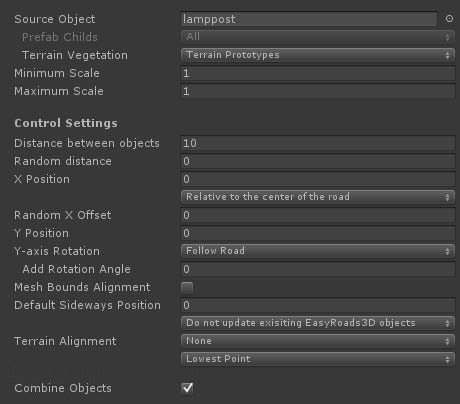 Source Object lamppost
Prefab Childs All
Terrain Vegetation Terrain Prototypes
Minimum Scale 1
Maximum Scale 1
Control Settings
Distance between objects 10
Random distance 0
X Position 0
Relative to the center of the road
Random X Offset 0
Y Position 0
Y-axis Rotation Follow Road
Add Rotation Angle 0
Mesh Bounds Alignment
Default Sideways Position 0
Do not update exisiting EasyRoads3D objects
Terrain Alignment None
Lowest Point
Combine Objects